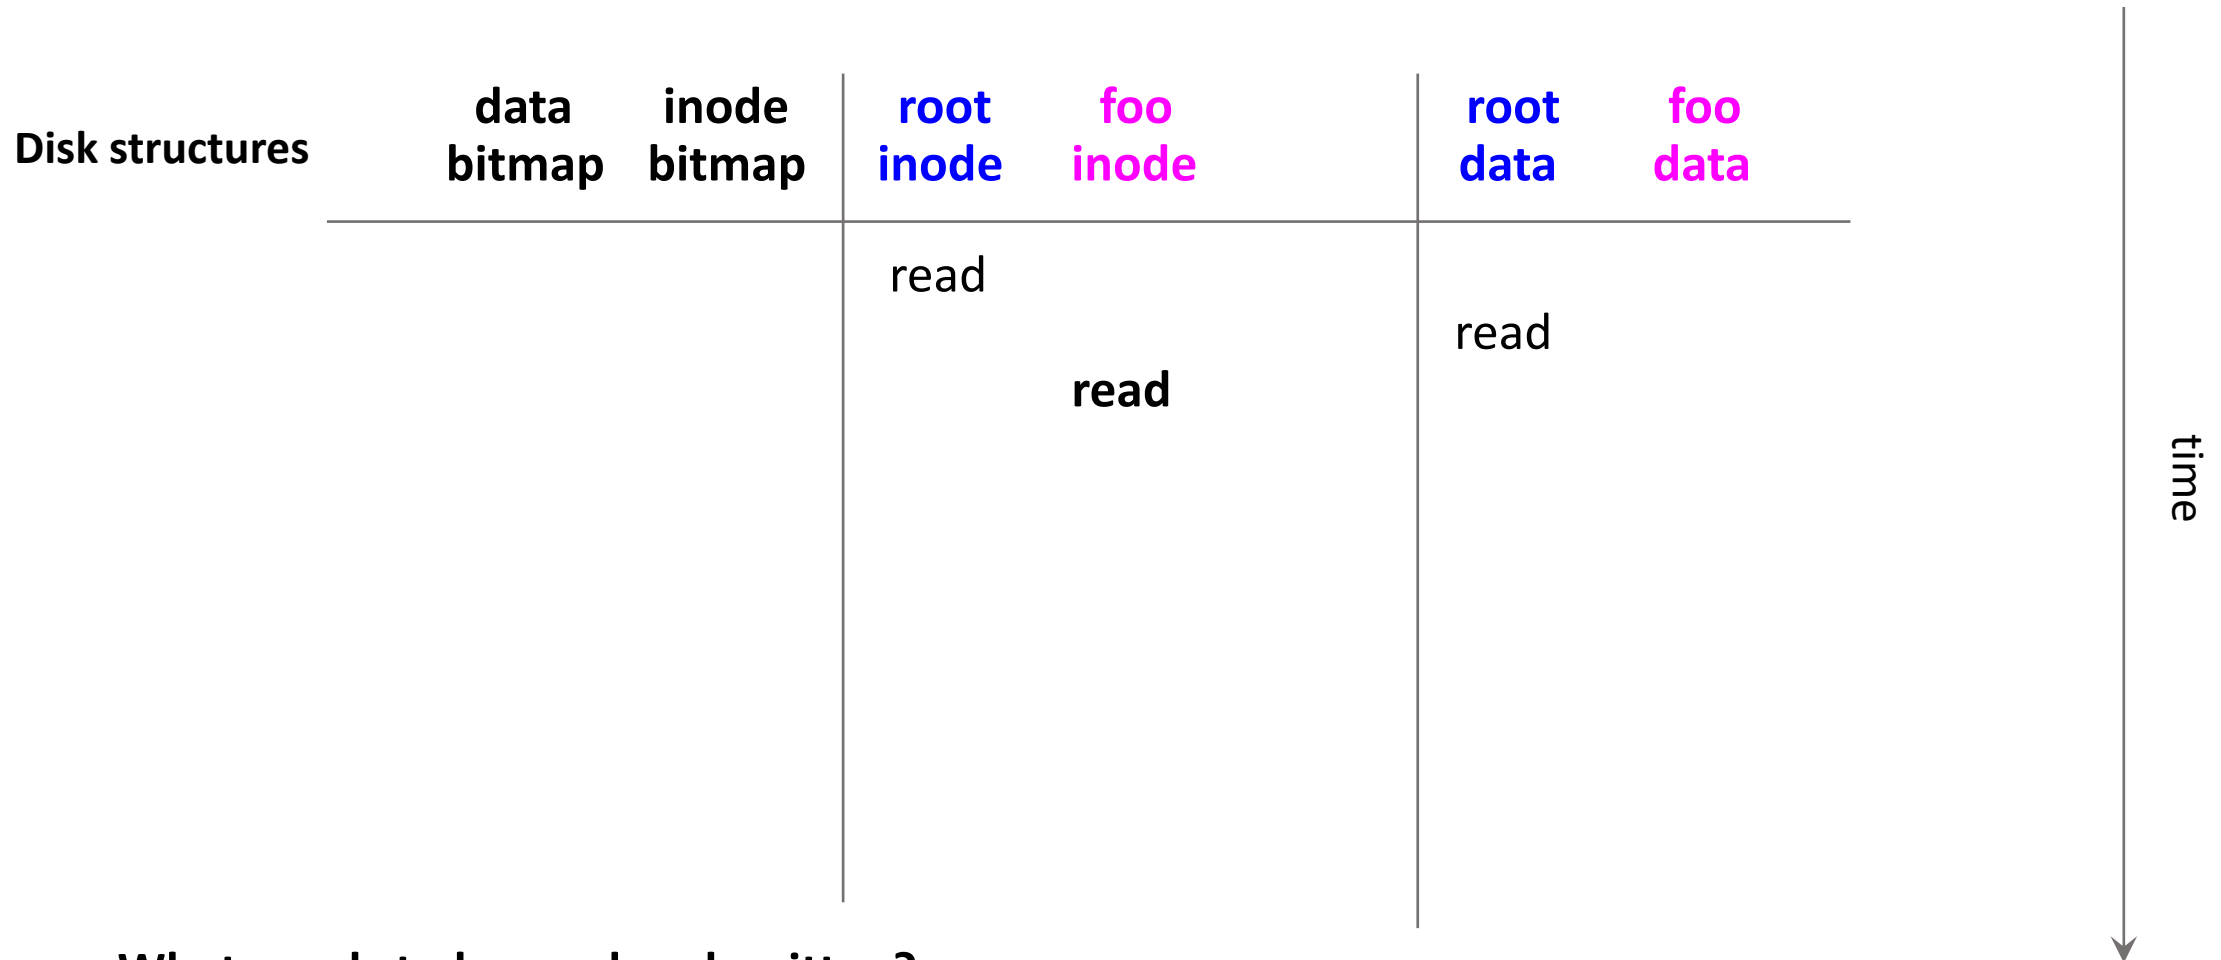 data inode root foo root foo
Disk structures
bitmap bitmap inode inode data data
read
read
read
time